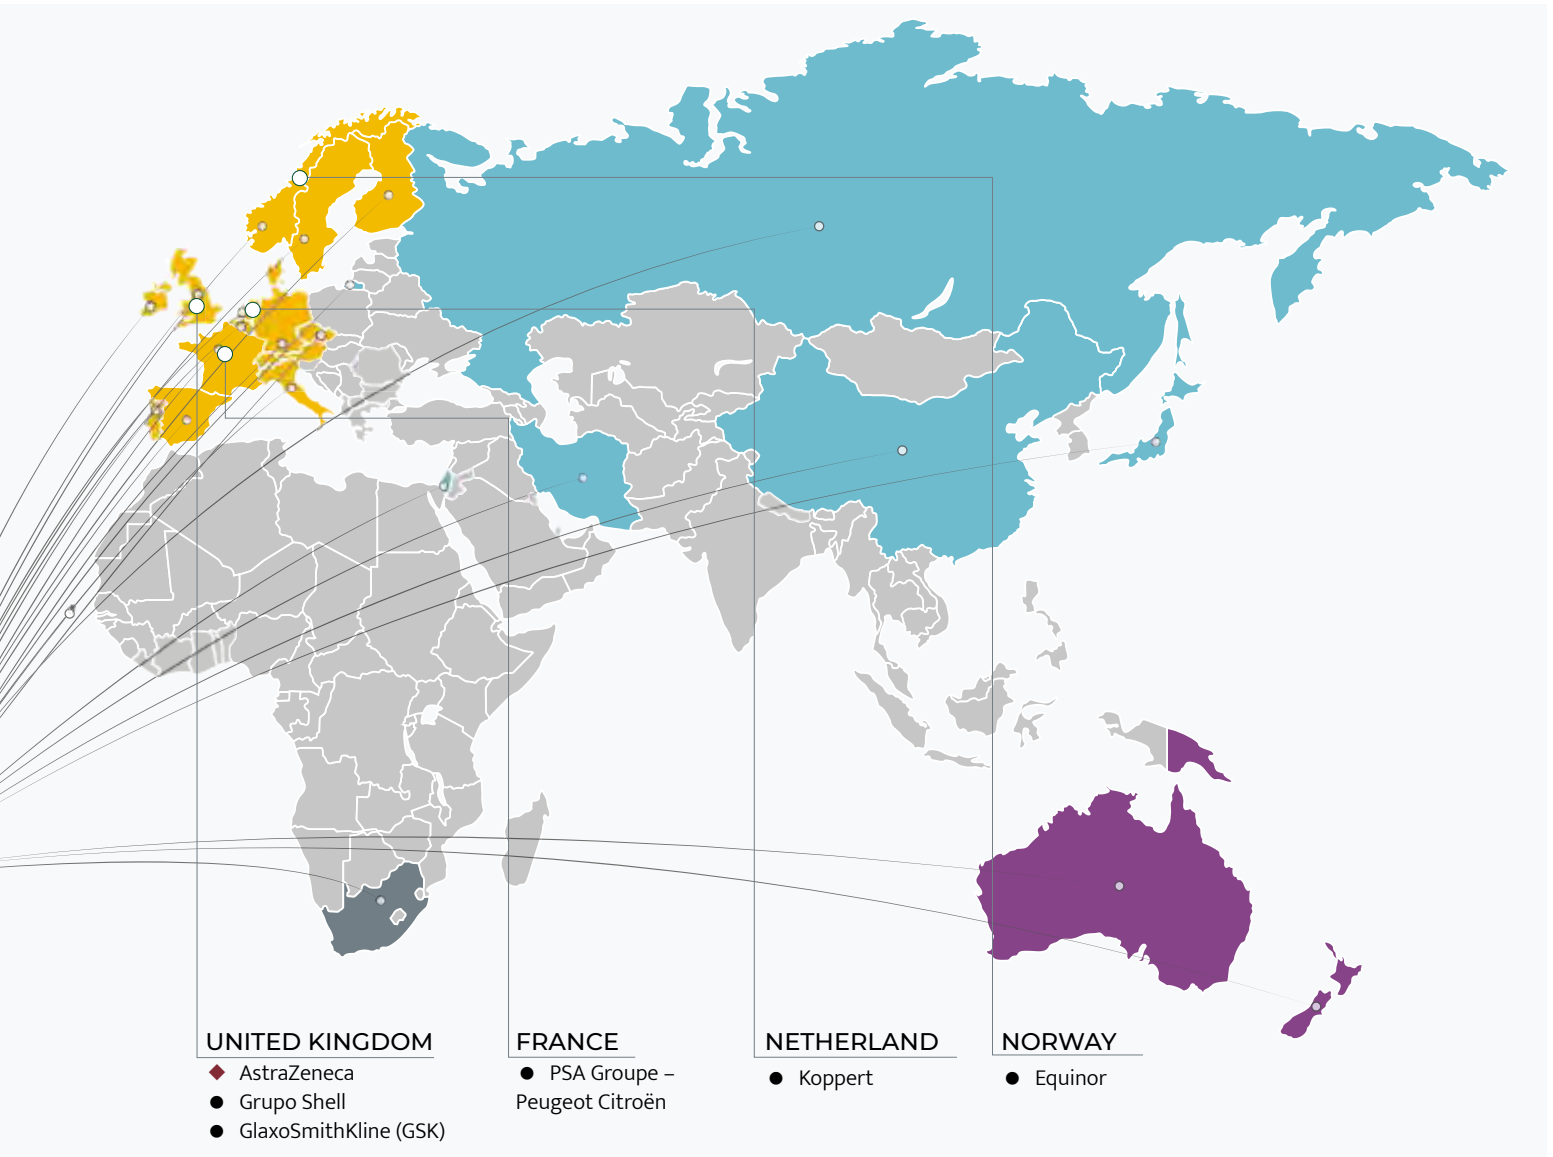 UNITED KINGDOM
AstraZeneca
Grupo Shell
GlaxoSmithKline (GSK)
FRANCE
PSA Groupe –
Peugeot Citroën
NETHERLAND
Koppert
NORWAY
Equinor